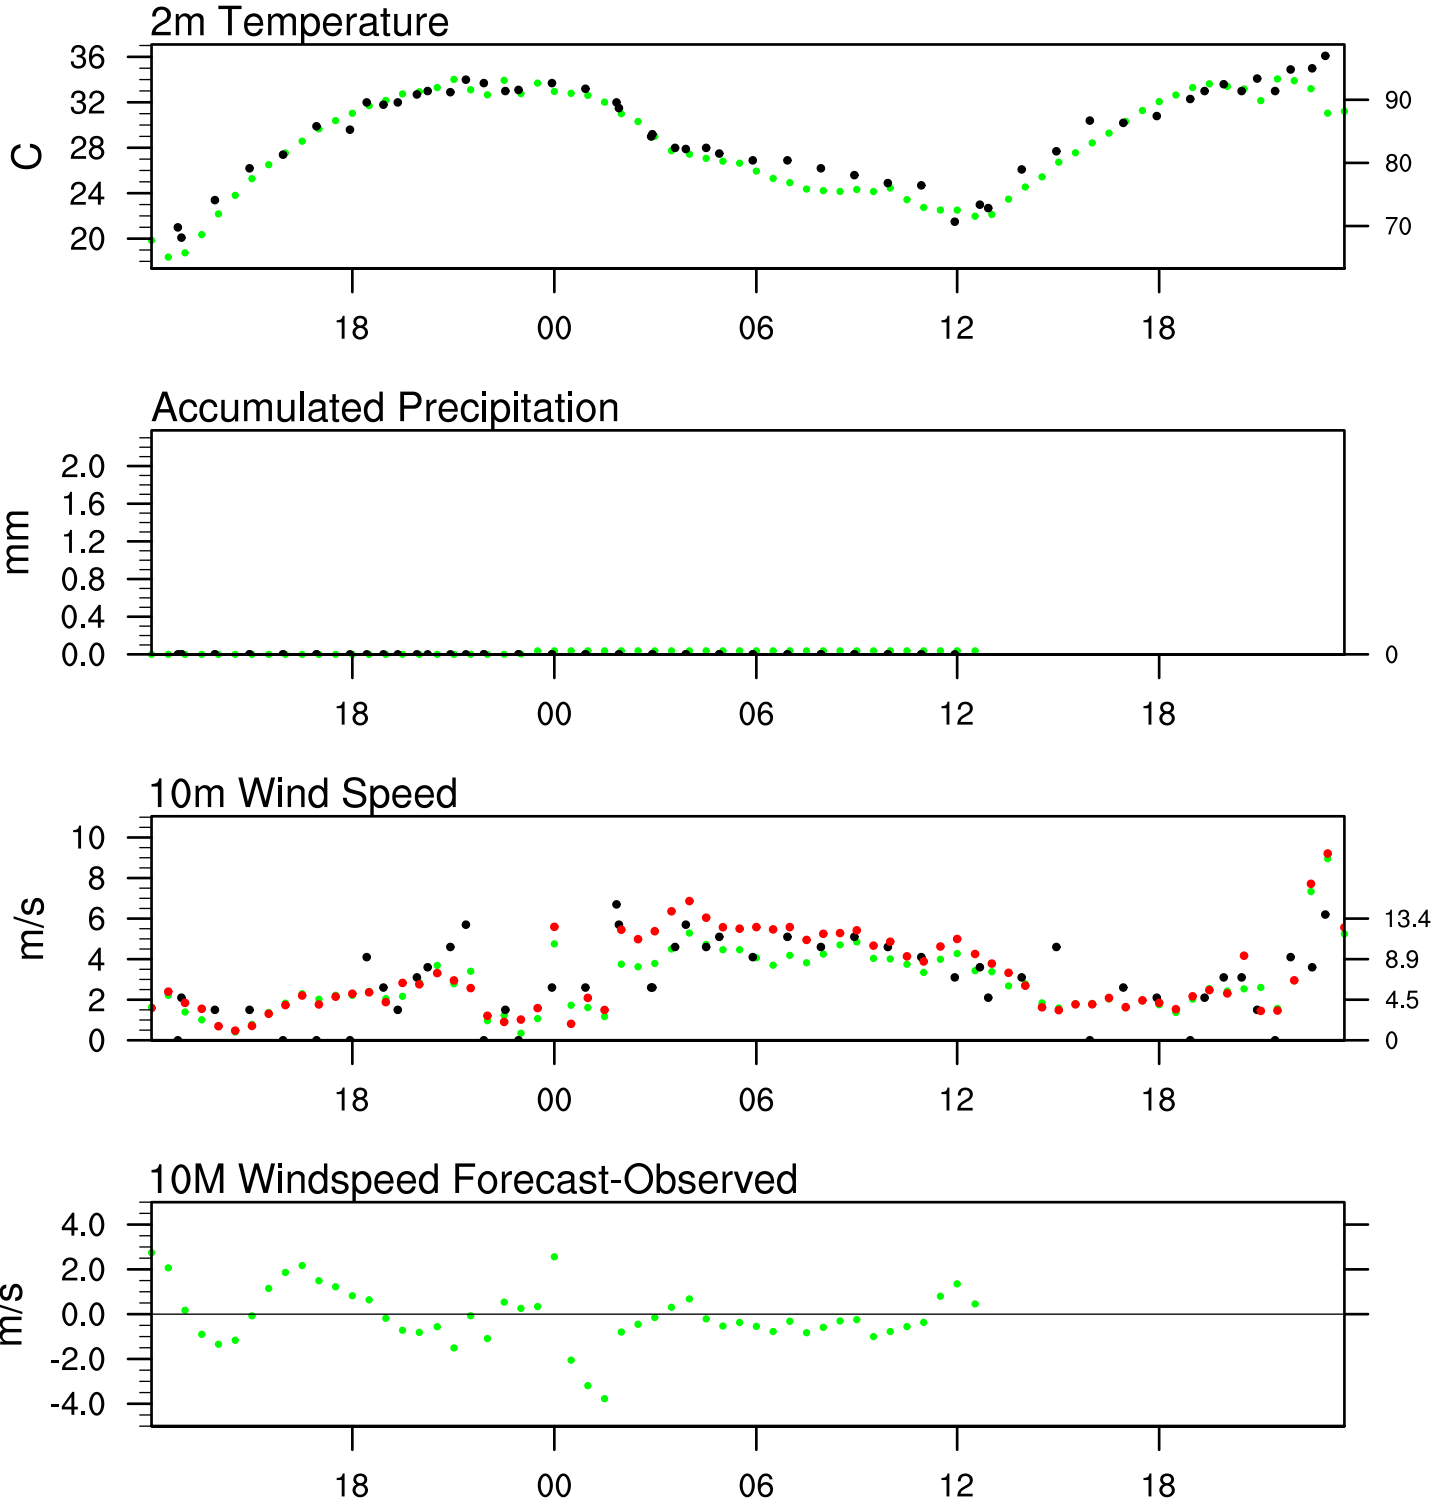 2m Temperature
36
32
28
24
20
C
90
80
70
18 00 06 12 18
Accumulated Precipitation
2.0
1.6
1.2
0.8
0.4
0.0
mm
0
18 00 06 12 18
10m Wind Speed
10
8
6
4
2
0
m/s
13.4
8.9
4.5
0
18 00 06 12 18
10M Windspeed Forecast-Observed
4.0
2.0
0.0
-2.0
-4.0
m/s
18 00 06 12 18